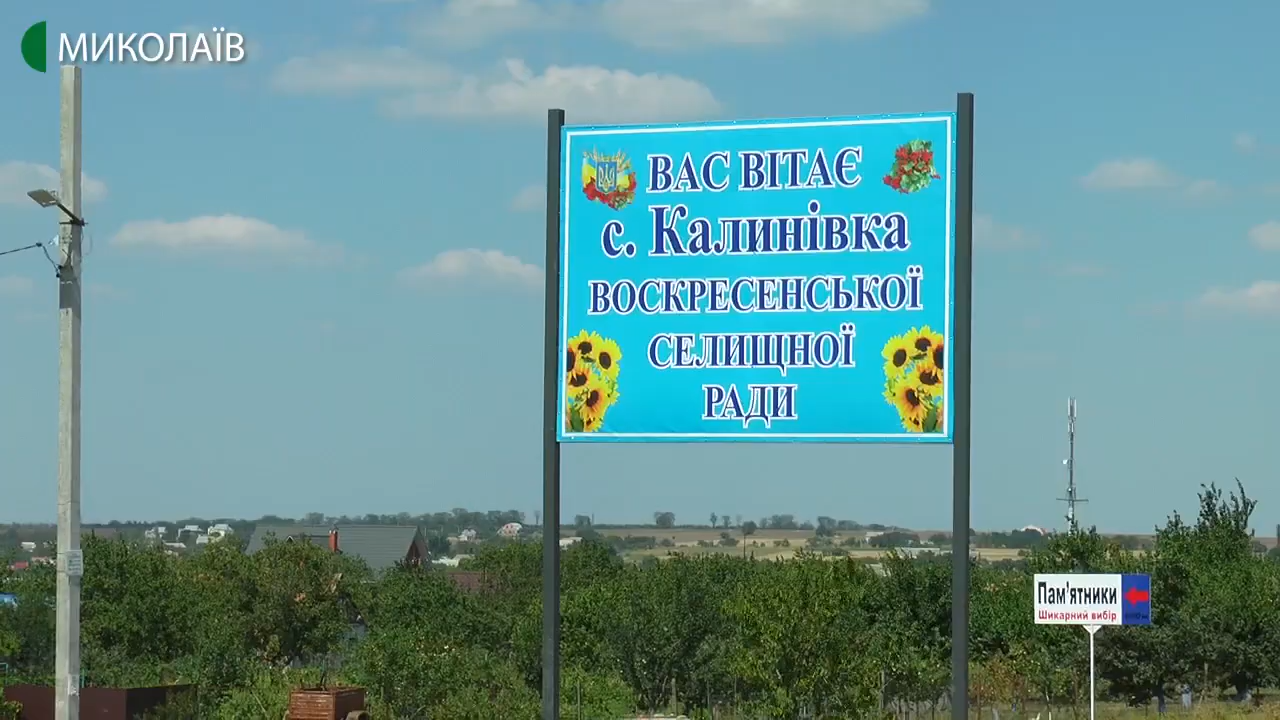 МИКОЛАЇВ
ВАС ВІТАЄ
с. Калинівка
ВОСКРЕСЕНСЬКОЇ
СЕЛИЩНОЇ
РАДИ
Пам'ятники
Шикарний вибір